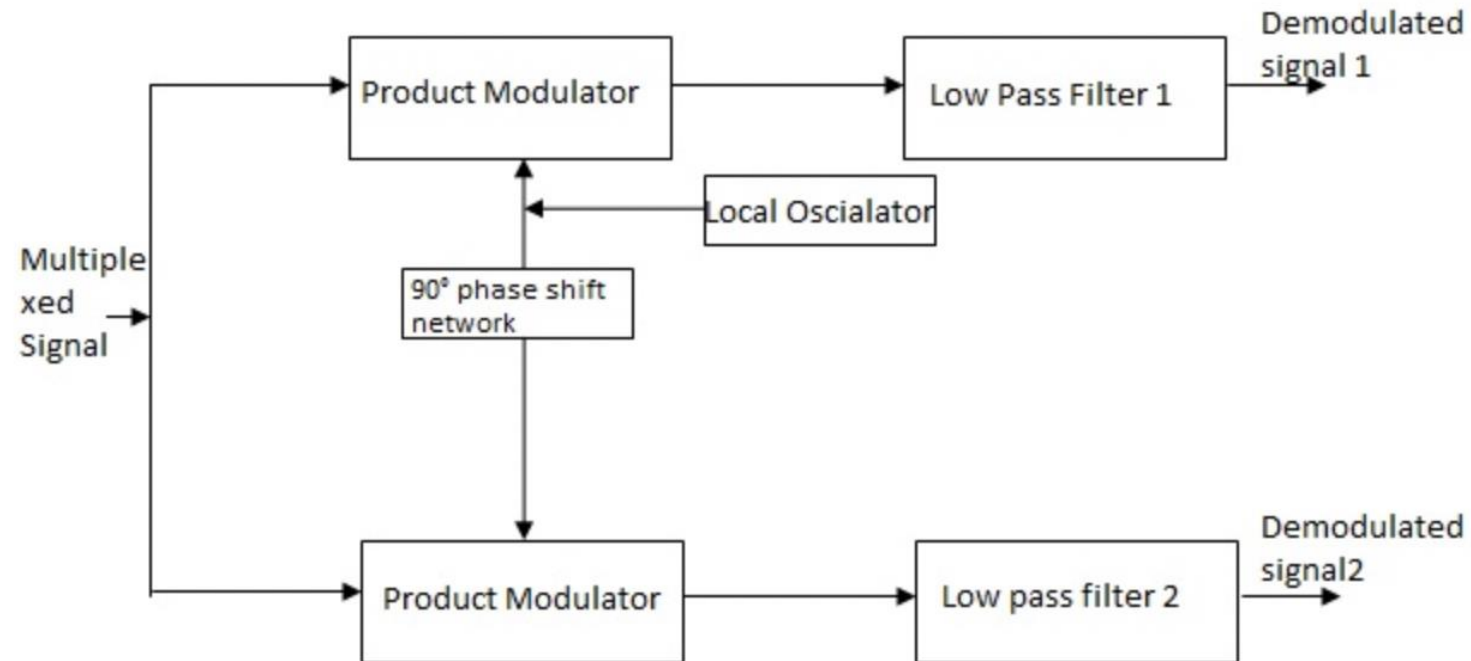 Demodulated
signal 1
Product Modulator
Low Pass Filter 1
Local Oscialator
Multiple
xed
Signal
90° phase shift
network
Demodulated
signal2
Product Modulator
Low pass filter 2